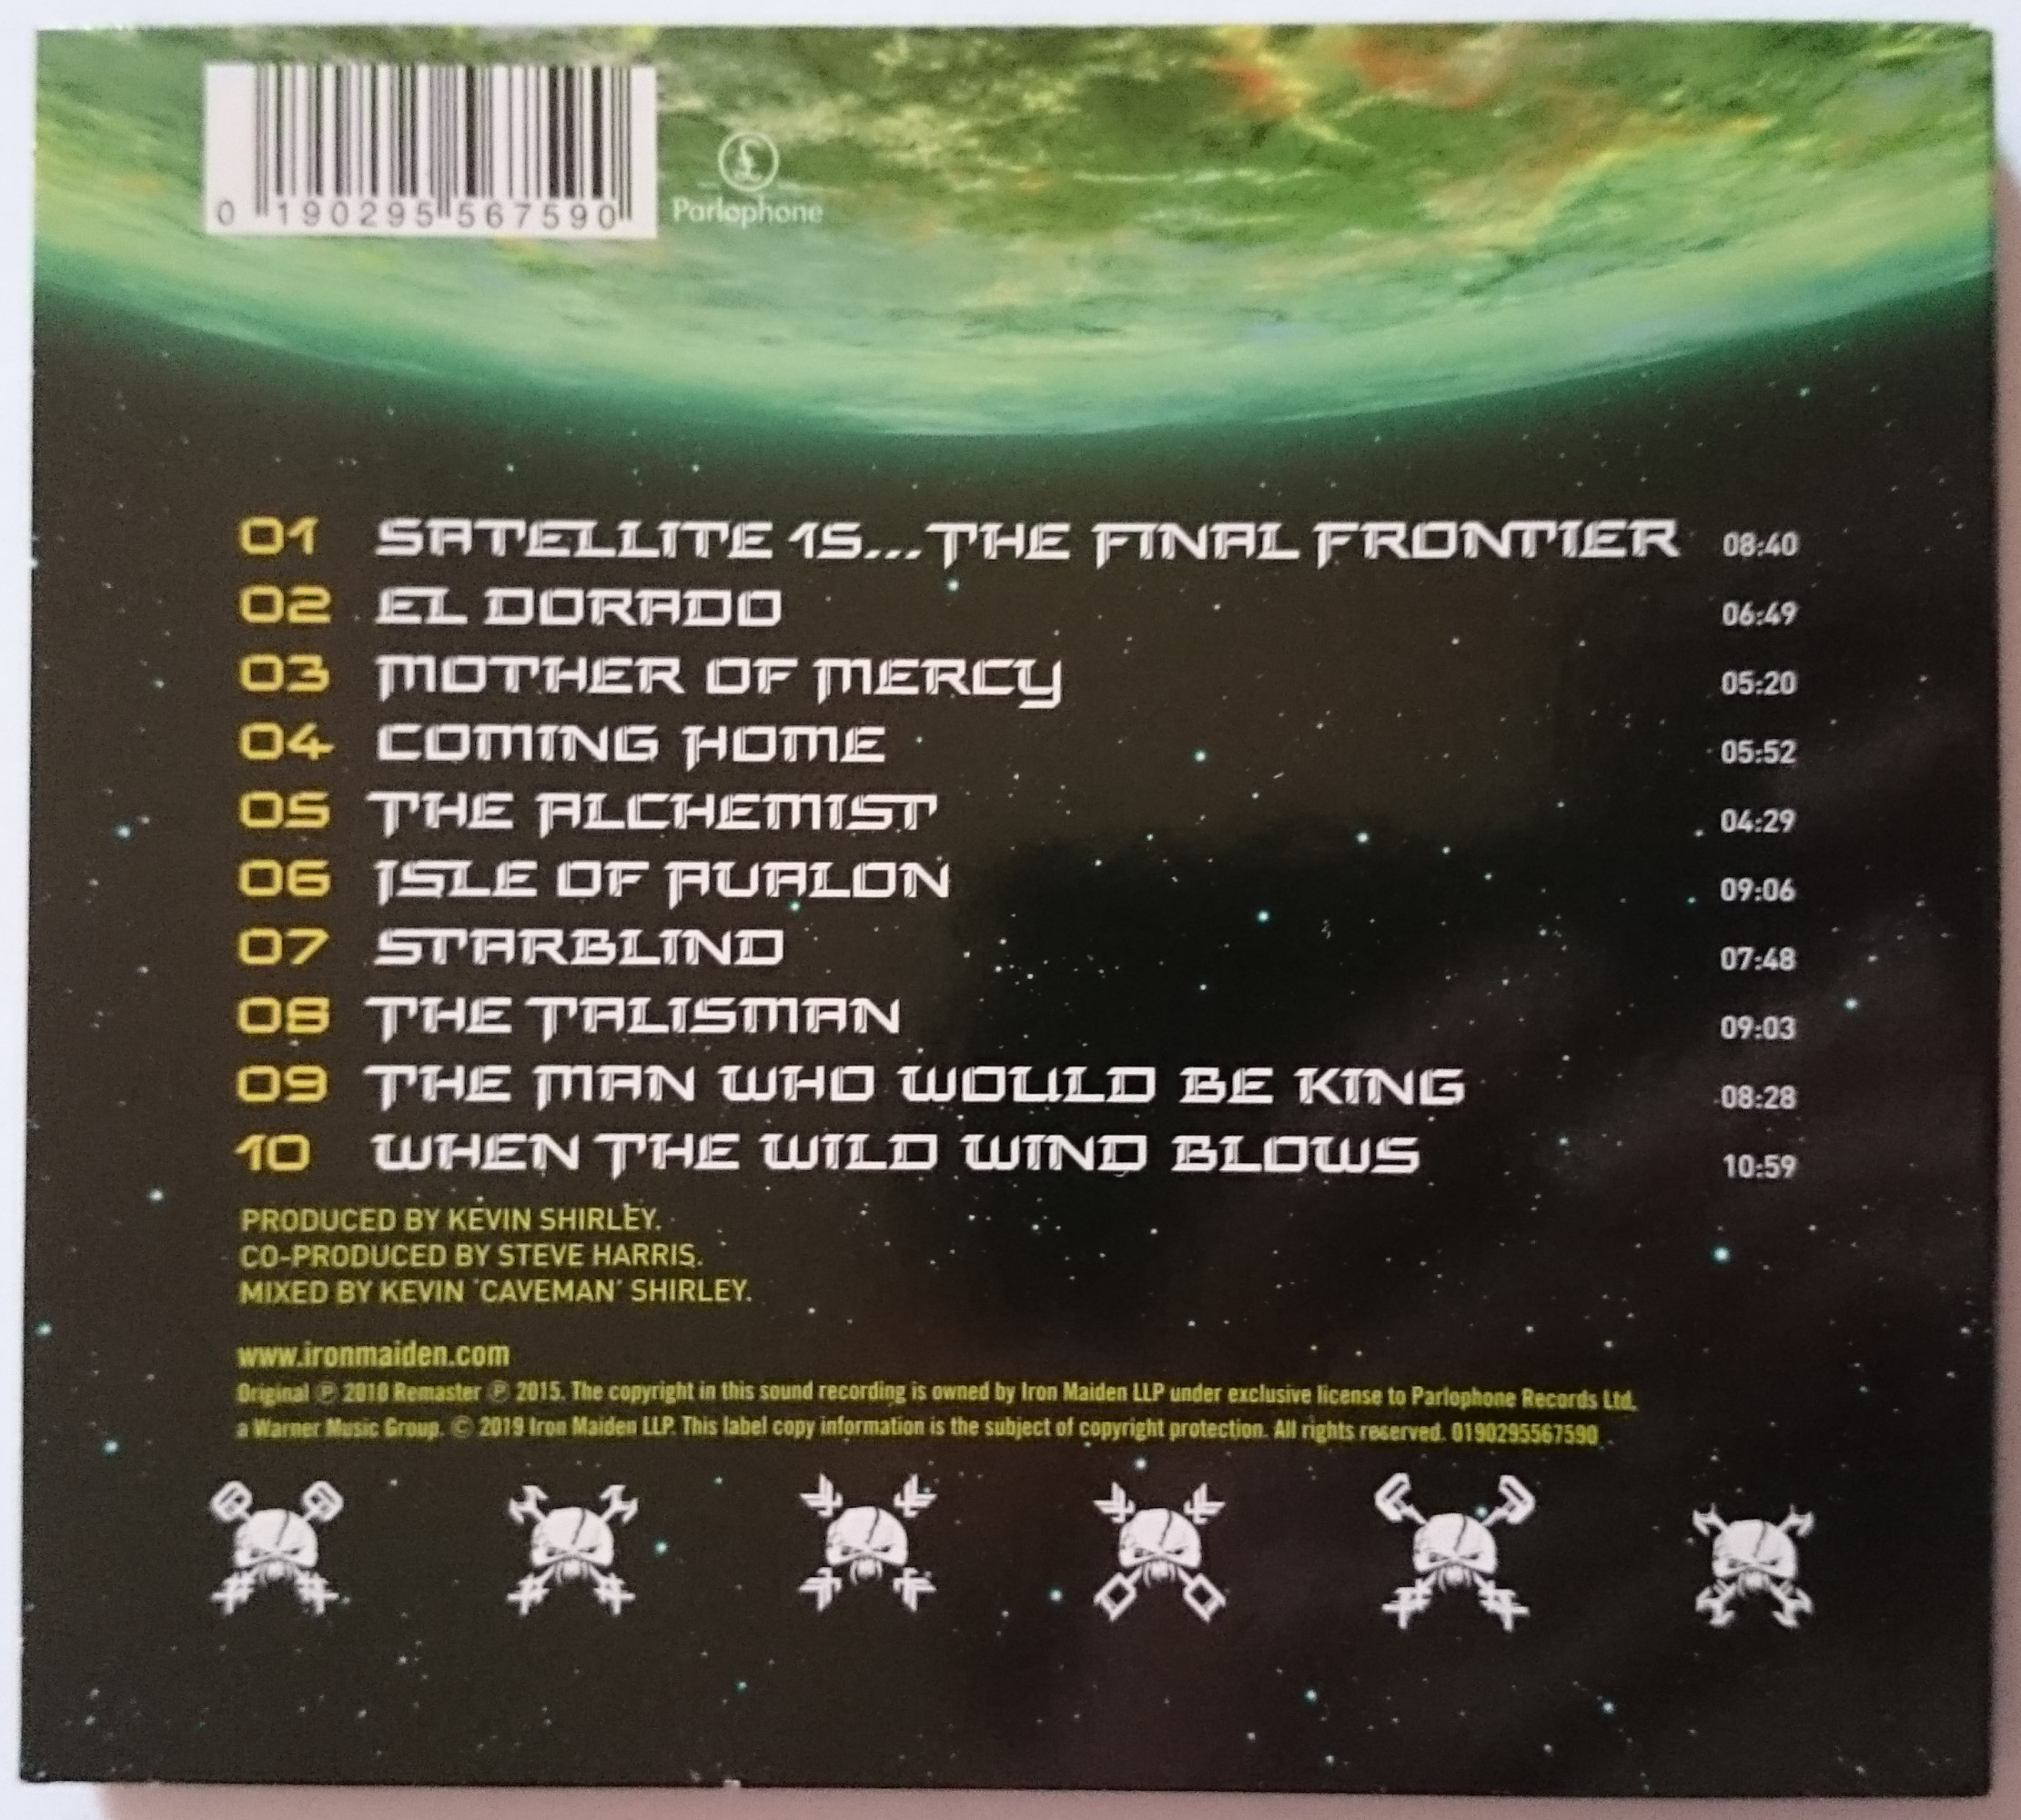 0 190295 567590
£
Parlophone
01 SATELLITE 15...THE FINAL FRONTIER 08:40
02 EL DORADO 06:49
03 MOTHER OF MERCY 05:20
04 COMING HOME 05:52
05 THE ALCHEMIST 04:29
06 ISLE OF AVALON 09:06
07 STARBLIND 07:48
08 THE TALISMAN 09:03
09 THE MAN WHO WOULD BE KING 08:28
10 WHEN THE WILD WIND BLOWS 10:59
PRODUCED BY KEVIN SHIRLEY.
CO-PRODUCED BY STEVE HARRIS.
MIXED BY KEVIN 'CAVEMAN' SHIRLEY.
www.ironmaiden.com
Original ℗ 2010 Remaster ℗ 2015. The copyright in this sound recording is owned by Iron Maiden LLP under exclusive license to Parlophone Records Ltd.
a Warner Music Group. © 2019 Iron Maiden LLP. This label copy information is the subject of copyright protection. All rights reserved. 0190295567590